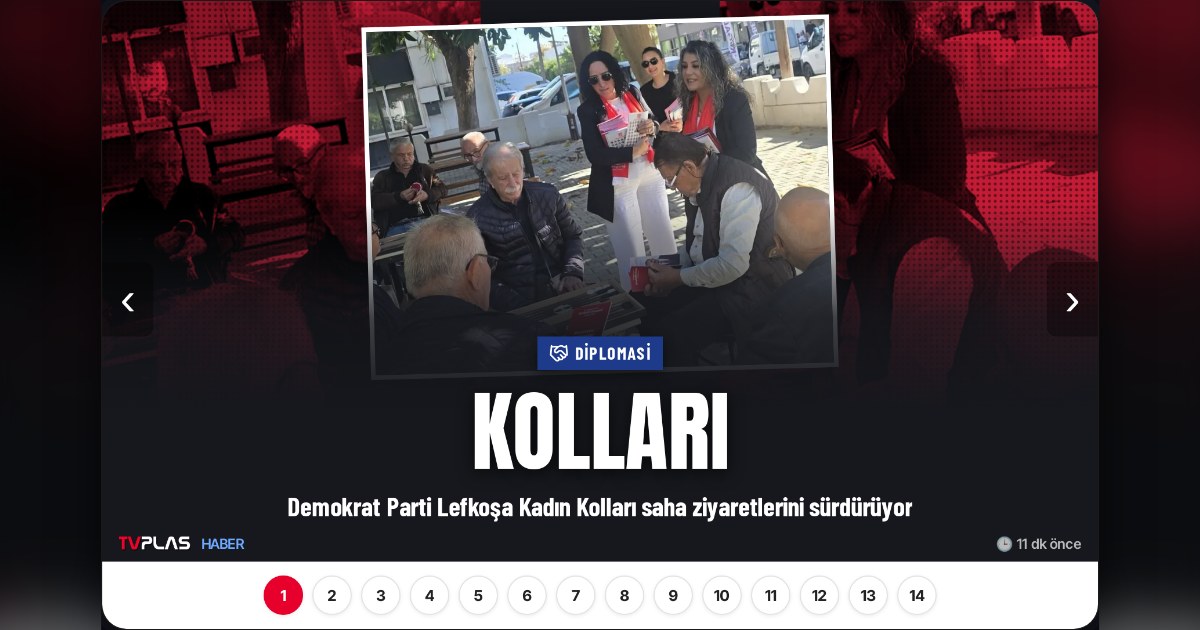 DİPLOMASİ
KOLLARI
Demokrat Parti Lefkoşa Kadın Kolları saha ziyaretlerini sürdürüyor
TVPLAS HABER
11 dk önce
1 2 3 4 5 6 7 8 9 10 11 12 13 14